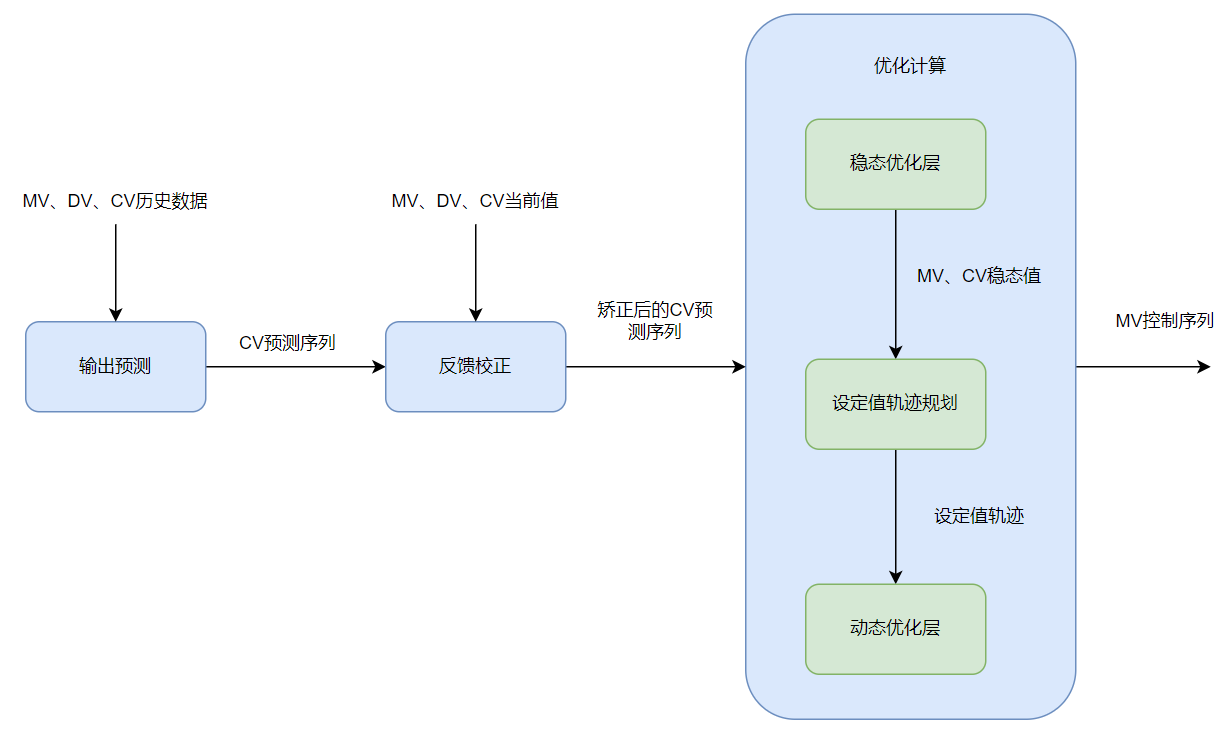 优化计算
稳态优化层
MV、DV、CV历史数据
MV、DV、CV当前值
MV、CV稳态值
矫正后的CV预
测序列
MV控制序列
CV预测序列
输出预测
反馈校正
设定值轨迹规划
设定值轨迹
动态优化层